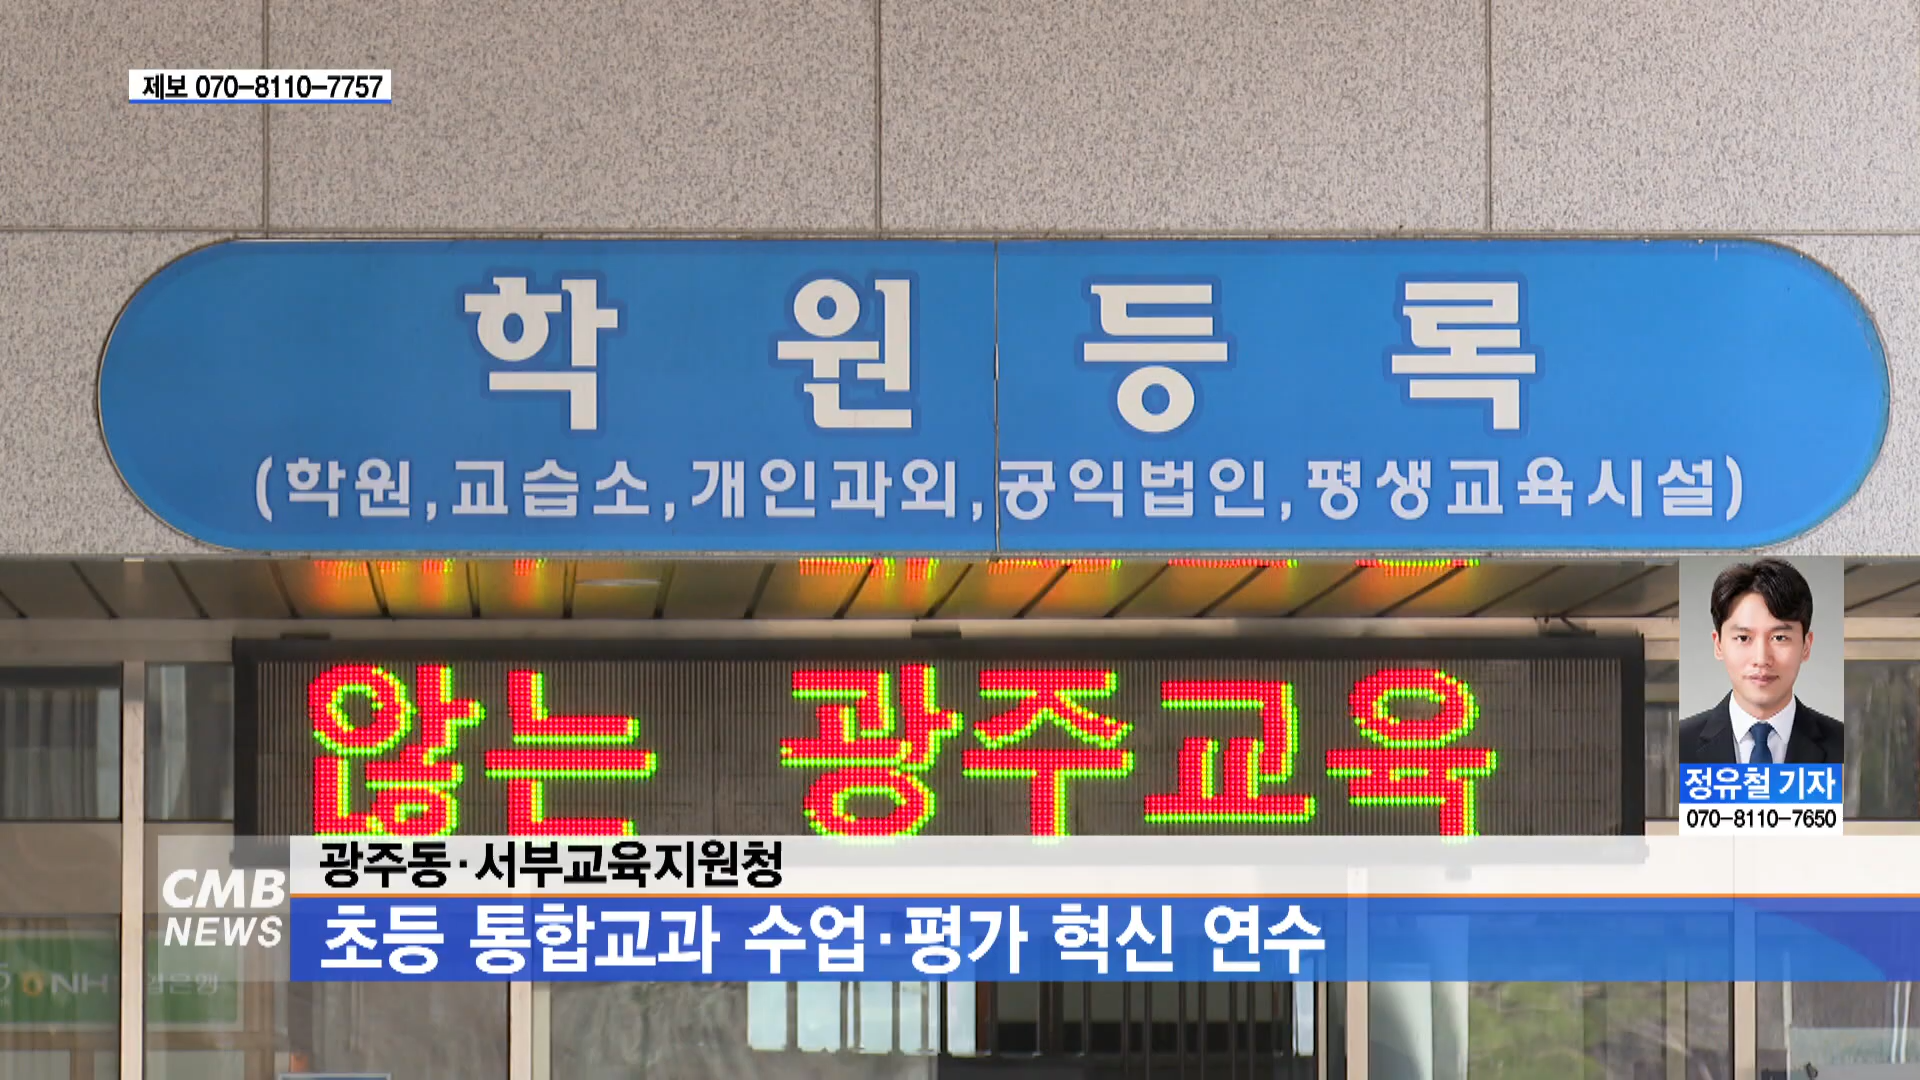 제보 070-8110-7757
학원등록
(학원,교습소,개인과외,공익법인,평생교육시설)
않는 광주교육
정유철 기자
070-8110-7650
광주동·서부교육지원청
CMB
NEWS
초등 통합교과 수업·평가 혁신 연수
NH
은행